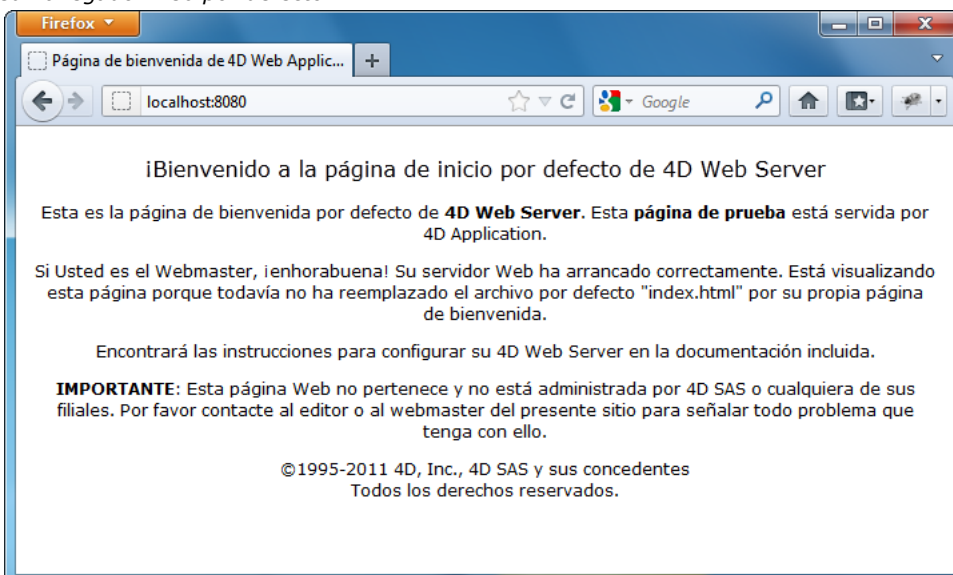 Firefox
Página de bienvenida de 4D Web Applic...
localhost:8080
Google
¡Bienvenido a la página de inicio por defecto de 4D Web Server
Esta es la página de bienvenida por defecto de 4D Web Server. Esta página de prueba está servida por
4D Application.
Si Usted es el Webmaster, ¡enhorabuena! Su servidor Web ha arrancado correctamente. Está visualizando
esta página porque todavía no ha reemplazado el archivo por defecto "index.html" por su propia página
de bienvenida.
Encontrará las instrucciones para configurar su 4D Web Server en la documentación incluida.
IMPORTANTE: Esta página Web no pertenece y no está administrada por 4D SAS o cualquiera de sus
filiales. Por favor contacte al editor o al webmaster del presente sitio para señalar todo problema que
tenga con ello.
©1995-2011 4D, Inc., 4D SAS y sus concedentes
Todos los derechos reservados.